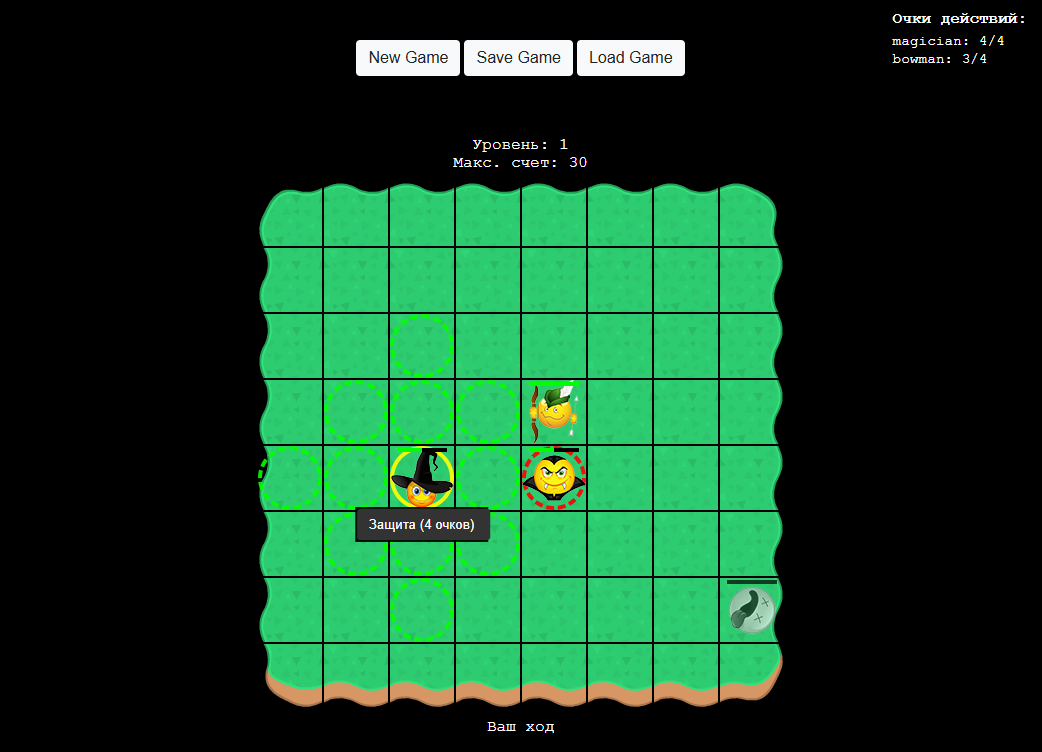 Очки действий:
magician: 4/4
bowman: 3/4
New Game
Save Game
Load Game
Уровень: 1
Макс. счет: 30
Защита (4 очков)
Ваш ход